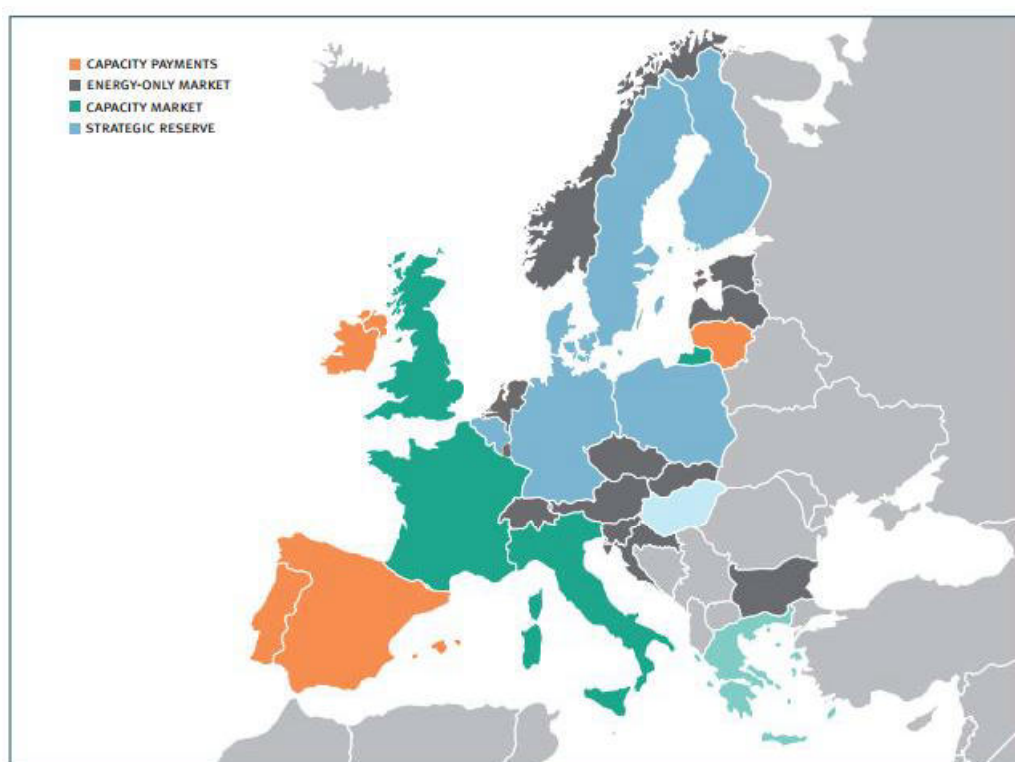 CAPACITY PAYMENTS
ENERGY-ONLY MARKET
CAPACITY MARKET
STRATEGIC RESERVE